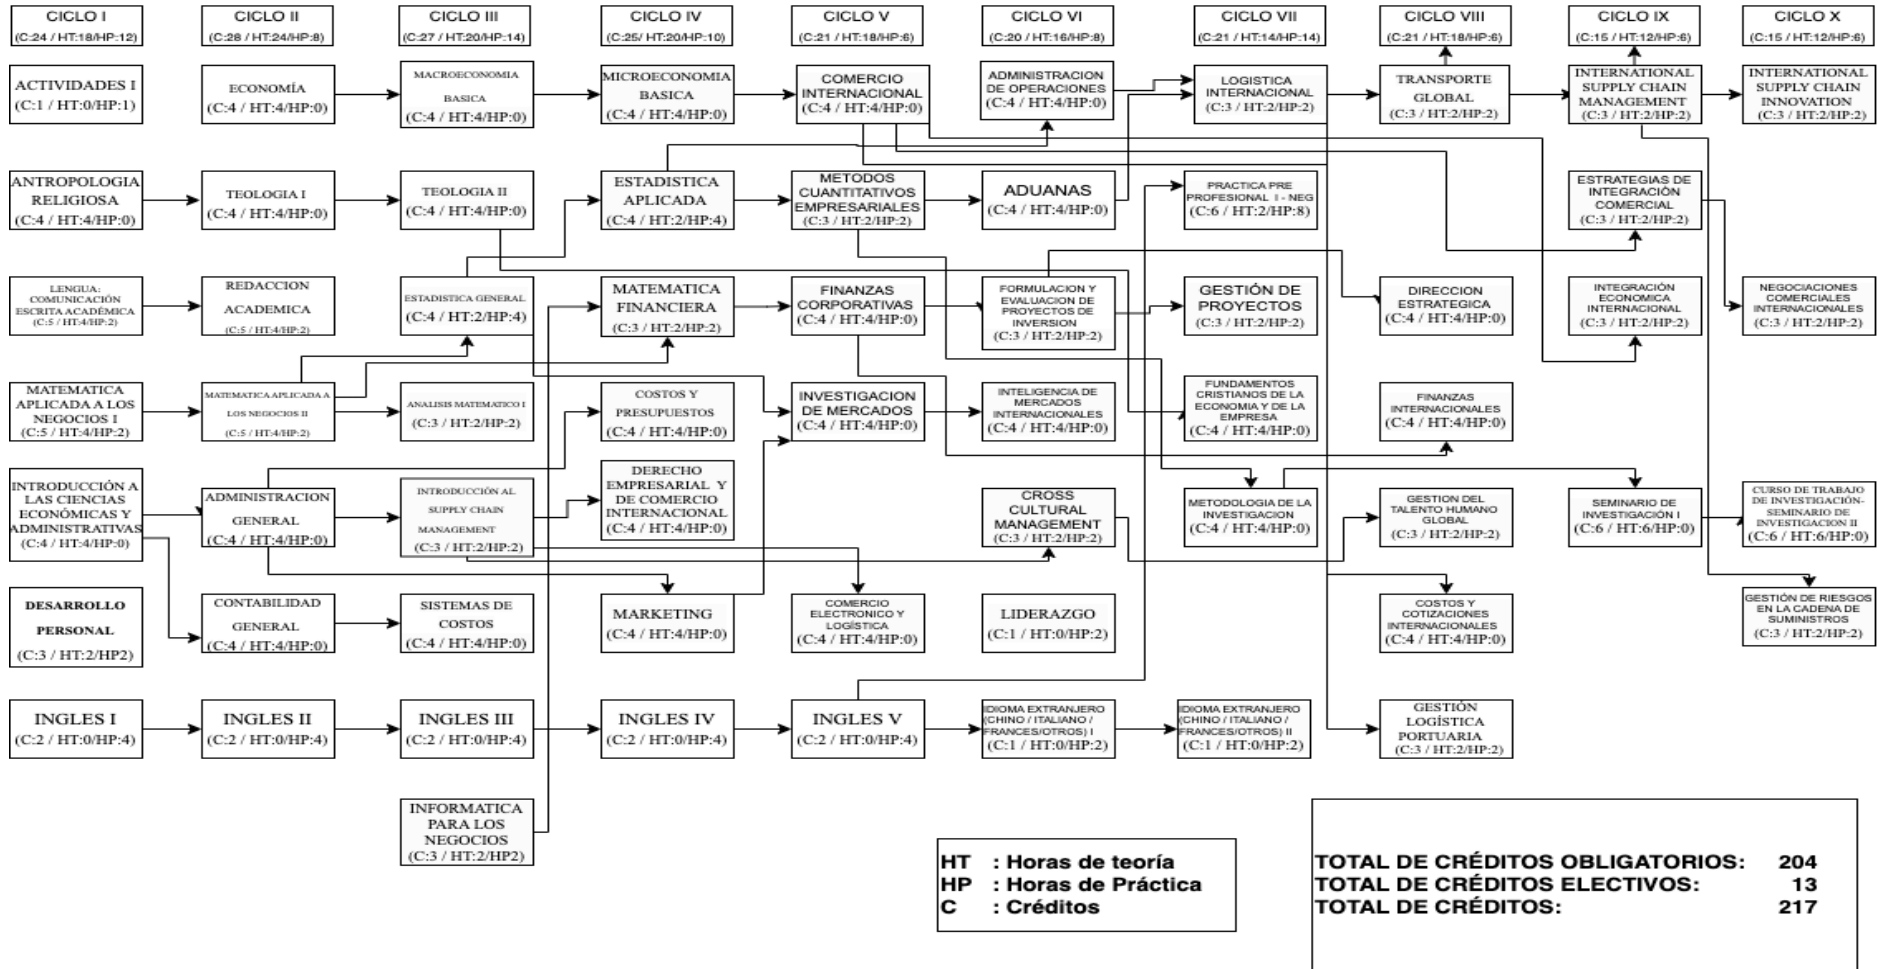 CICLO I
(C:24 / HT:18/HP:12)
CICLO II
(C:28 / HT:24/HP:8)
CICLO III
(C:27 / HT:20/HP:14)
CICLO IV
(C:25/ HT:20/HP:10)
CICLO V
(C:21 / HT:18/HP:6)
CICLO VI
(C:20 / HT:16/HP:8)
CICLO VII
(C:21 / HT:14/HP:14)
CICLO VIII
(C:21 / HT:18/HP:6)
CICLO IX
(C:15 / HT:12/HP:6)
CICLO X
(C:15 / HT:12/HP:6)
ACTIVIDADES I
(C:1 / HT:0/HP:1)
ECONOMÍA
(C:4 / HT:4/HP:0)
MACROECONOMIA
BASICA
(C:4 / HT:4/HP:0)
MICROECONOMIA
BASICA
(C:4 / HT:4/HP:0)
COMERCIO
INTERNACIONAL
(C:4 / HT:4/HP:0)
ADMINISTRACION
DE OPERACIONES
(C:4 / HT:4/HP:0)
LOGISTICA
INTERNACIONAL
(C:3 / HT:2/HP:2)
TRANSPORTE
GLOBAL
(C:3 / HT:2/HP:2)
INTERNATIONAL
SUPPLY CHAIN
MANAGEMENT
(C:3 / HT:2/HP:2)
INTERNATIONAL
SUPPLY CHAIN
INNOVATION
(C:3 / HT:2/HP:2)
ANTROPOLOGIA
RELIGIOSA
(C:4 / HT:4/HP:0)
TEOLOGIA I
(C:4 / HT:4/HP:0)
TEOLOGIA II
(C:4 / HT:4/HP:0)
ESTADISTICA
APLICADA
(C:4 / HT:2/HP:4)
METODOS
CUANTITATIVOS
EMPRESARIALES
(C:3 / HT:2/HP:2)
ADUANAS
(C:4 / HT:4/HP:0)
PRACTICA PRE
PROFESIONAL I - NEG
(C:6 / HT:2/HP:8)
ESTRATEGIAS DE
INTEGRACIÓN
COMERCIAL
(C:3 / HT:2/HP:2)
LENGUA:
COMUNICACIÓN
ESCRITA ACADÉMICA
(C:5 / HT:4/HP:2)
REDACCION
ACADEMICA
(C:5 / HT:4/HP:2)
ESTADISTICA GENERAL
(C:4 / HT:2/HP:4)
MATEMATICA
FINANCIERA
(C:3 / HT:2/HP:2)
FINANZAS
CORPORATIVAS
(C:4 / HT:4/HP:0)
FORMULACION Y
EVALUACION DE
PROYECTOS DE
INVERSION
(C:3 / HT:2/HP:2)
GESTIÓN DE
PROYECTOS
(C:3 / HT:2/HP:2)
DIRECCION
ESTRATEGICA
(C:4 / HT:4/HP:0)
INTEGRACIÓN
ECONOMICA
INTERNACIONAL
(C:3 / HT:2/HP:2)
NEGOCIACIONES
COMERCIALES
INTERNACIONALES
(C:3 / HT:2/HP:2)
MATEMATICA
APLICADA A LOS
NEGOCIOS I
(C:5 / HT:4/HP:2)
MATEMATICA APLICADA A
LOS NEGOCIOS II
(C:5 / HT:4/HP:2)
ANALISIS MATEMATICO I
(C:3 / HT:2/HP:2)
COSTOS Y
PRESUPUESTOS
(C:4 / HT:4/HP:0)
INVESTIGACION
DE MERCADOS
(C:4 / HT:4/HP:0)
INTELIGENCIA DE
MERCADOS
INTERNACIONALES
(C:4 / HT:4/HP:0)
FUNDAMENTOS
CRISTIANOS DE LA
ECONOMIA Y DE LA
EMPRESA
(C:4 / HT:4/HP:0)
FINANZAS
INTERNACIONALES
(C:4 / HT:4/HP:0)
INTRODUCCIÓN A
LAS CIENCIAS
ECONÓMICAS Y
ADMINISTRATIVAS
(C:4 / HT:4/HP:0)
ADMINISTRACION
GENERAL
(C:4 / HT:4/HP:0)
INTRODUCCIÓN AL
SUPPLY CHAIN
MANAGEMENT
(C:3 / HT:2/HP:2)
DERECHO
EMPRESARIAL Y
DE COMERCIO
INTERNACIONAL
(C:4 / HT:4/HP:0)
CROSS
CULTURAL
MANAGEMENT
(C:3 / HT:2/HP:2)
METODOLOGIA DE LA
INVESTIGACION
(C:4 / HT:4/HP:0)
GESTION DEL
TALENTO HUMANO
GLOBAL
(C:3 / HT:2/HP:2)
SEMINARIO DE
INVESTIGACIÓN I
(C:6 / HT:6/HP:0)
CURSO DE TRABAJO
DE INVESTIGACIÓN-
SEMINARIO DE
INVESTIGACION II
(C:6 / HT:6/HP:0)
DESARROLLO
PERSONAL
(C:3 / HT:2/HP2)
CONTABILIDAD
GENERAL
(C:4 / HT:4/HP:0)
SISTEMAS DE
COSTOS
(C:4 / HT:4/HP:0)
MARKETING
(C:4 / HT:4/HP:0)
COMERCIO
ELECTRONICO Y
LOGÍSTICA
(C:4 / HT:4/HP:0)
LIDERAZGO
(C:1 / HT:0/HP:2)
COSTOS Y
COTIZACIONES
INTERNACIONALES
(C:4 / HT:4/HP:0)
GESTIÓN DE RIESGOS
EN LA CADENA DE
SUMINISTROS
(C:3 / HT:2/HP:2)
INGLES I
(C:2 / HT:0/HP:4)
INGLES II
(C:2 / HT:0/HP:4)
INGLES III
(C:2 / HT:0/HP:4)
INGLES IV
(C:2 / HT:0/HP:4)
INGLES V
(C:2 / HT:0/HP:4)
IDIOMA EXTRANJERO
(CHINO / ITALIANO /
FRANCES/OTROS) I
(C:1 / HT:0/HP:2)
IDIOMA EXTRANJERO
(CHINO / ITALIANO /
FRANCES/OTROS) II
(C:1 / HT:0/HP:2)
GESTIÓN
LOGÍSTICA
PORTUARIA
(C:3 / HT:2/HP:2)
INFORMATICA
PARA LOS
NEGOCIOS
(C:3 / HT:2/HP2)
HT : Horas de teoría
HP : Horas de Práctica
C : Créditos
TOTAL DE CRÉDITOS OBLIGATORIOS: 204
TOTAL DE CRÉDITOS ELECTIVOS: 13
TOTAL DE CRÉDITOS: 217